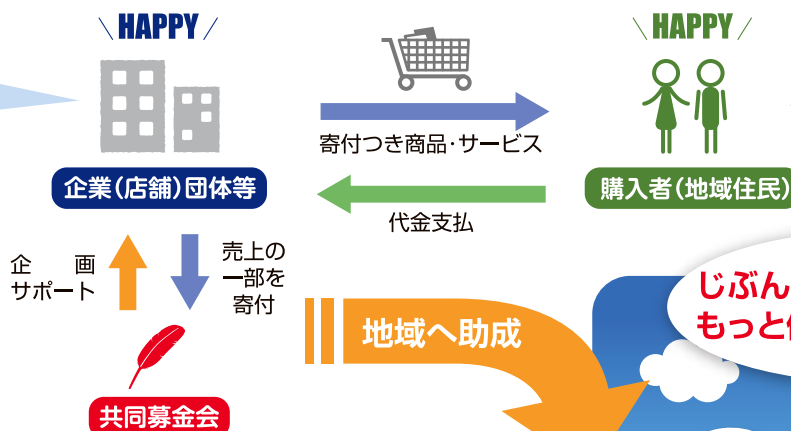 HAPPY
HAPPY
寄付つき商品・サービス
企業(店舗)団体等
購入者(地域住民)
代金支払
企　画
サポート
売上の
一部を
寄付
じぶん
もっと
地域へ助成
共同募金会